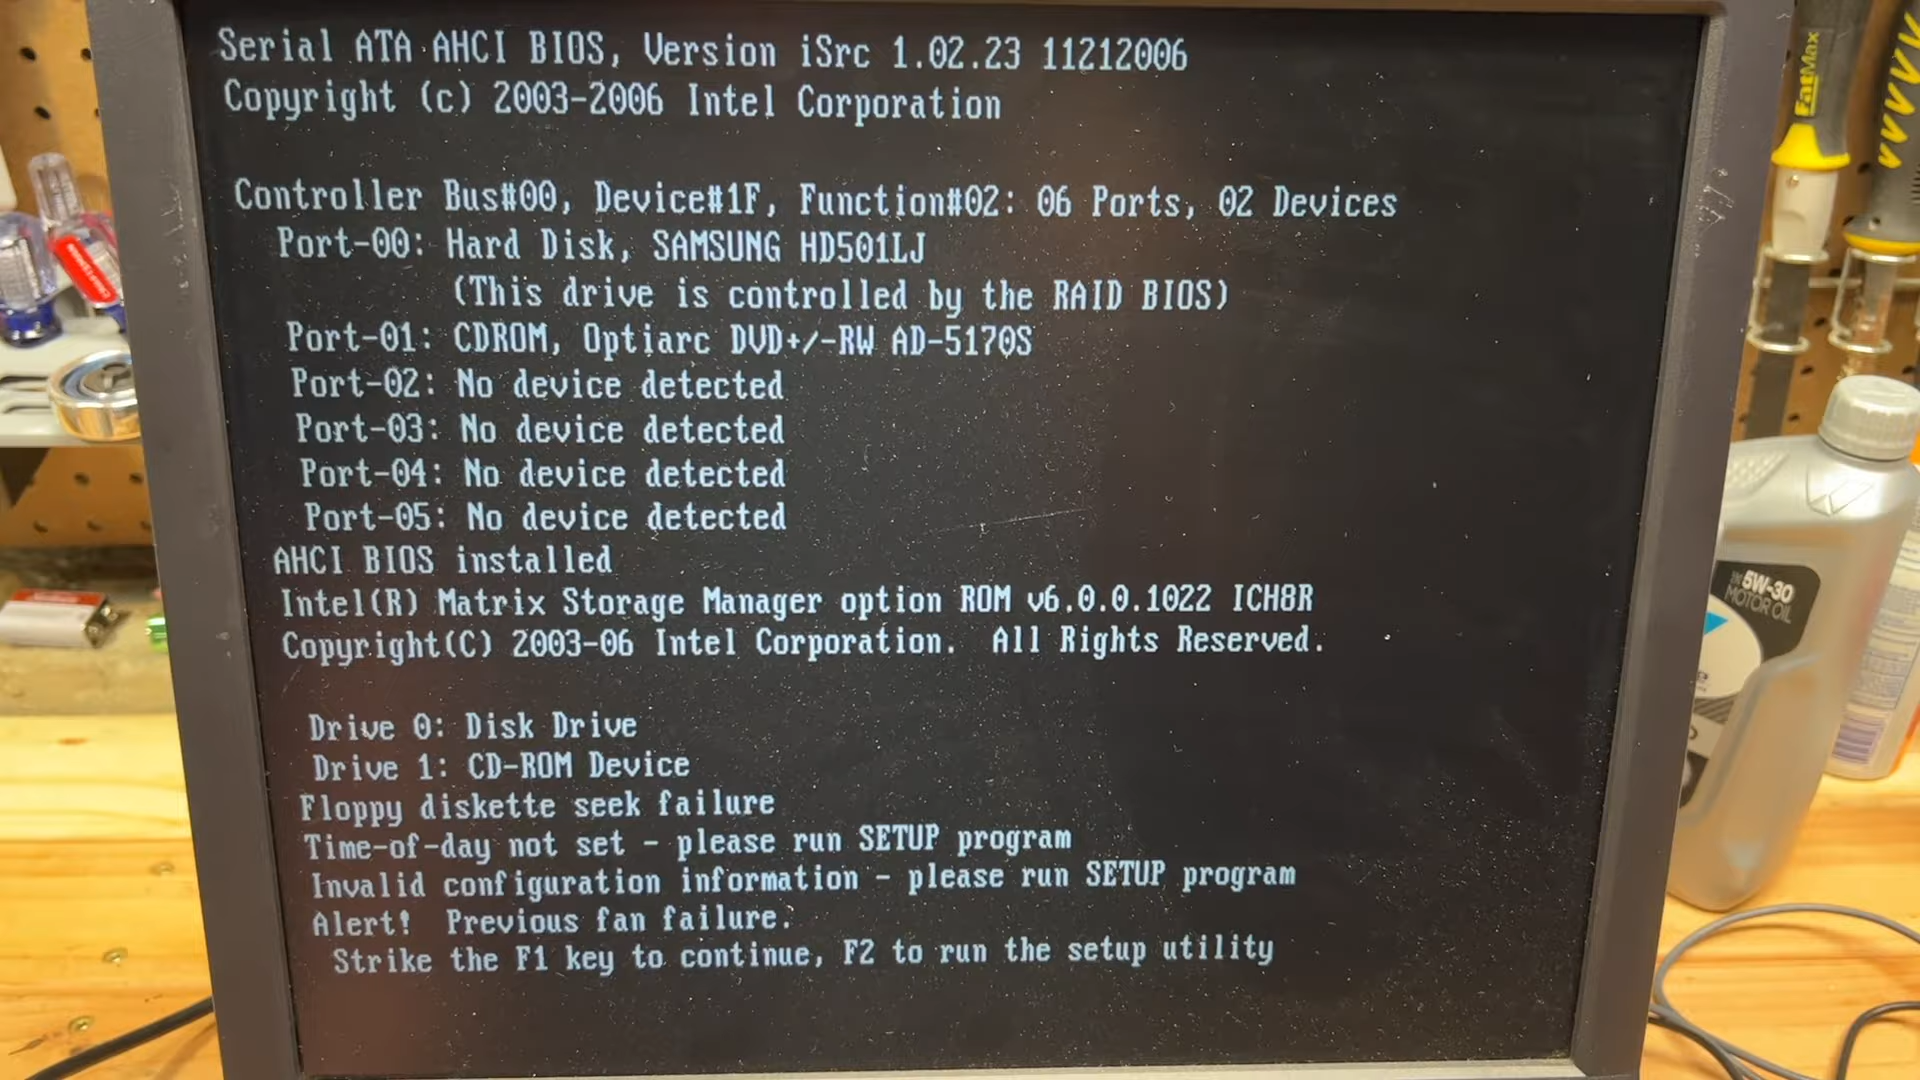 Serial ATA AHCI BIOS, Version iSrc 1.02.23 11212006
Copyright (c) 2003-2006 Intel Corporation
Controller Bus#00, Device#1F, Function#02: 06 Ports, 02 Devices
Port-00: Hard Disk, SAMSUNG HD501LJ
(This drive is controlled by the RAID BIOS)
Port-01: CDROM, Optiarc DVD+/-RW AD-5170S
Port-02: No device detected
Port-03: No device detected
Port-04: No device detected
Port-05: No device detected
AHCI BIOS installed
Intel(R) Matrix Storage Manager option ROM v6.0.0.1022 ICH8R
Copyright(C) 2003-06 Intel Corporation.  All Rights Reserved.
Drive 0: Disk Drive
Drive 1: CD-ROM Device
Floppy diskette seek failure
Time-of-day not set - please run SETUP program
Invalid configuration information - please run SETUP program
Alert!  Previous fan failure.
Strike the F1 key to continue, F2 to run the setup utility
FatMax
5W-30
MOTOR OIL